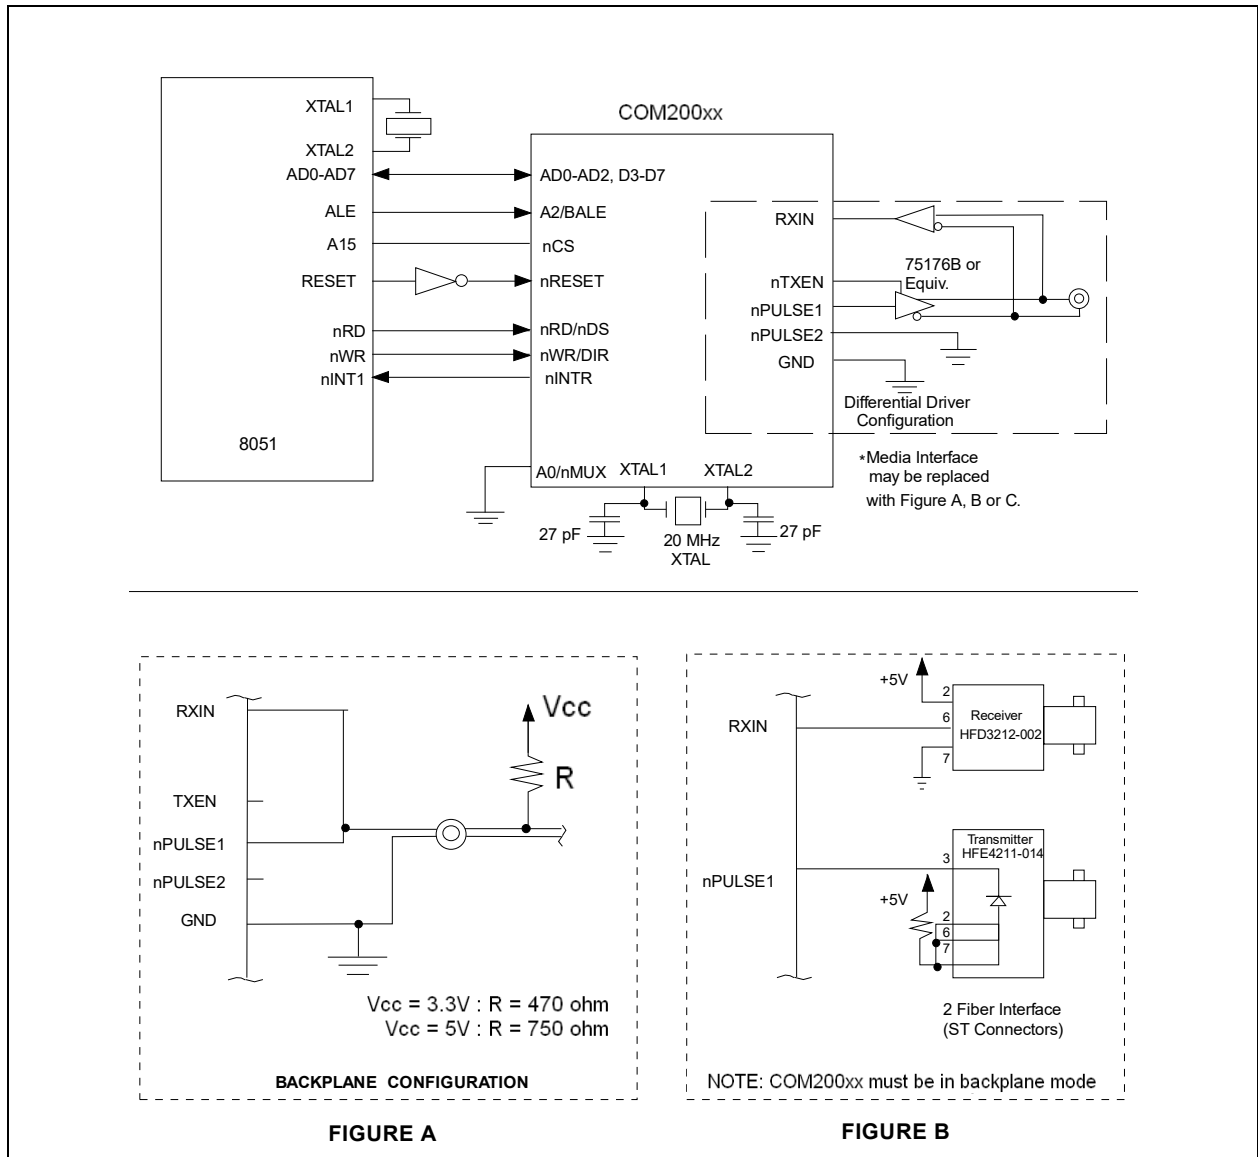 COM200xx
XTAL1
XTAL2
AD0-AD7
ALE
A15
RESET
nRD
nWR
nINT1
8051
AD0-AD2, D3-D7
A2/BALE
nCS
nRESET
nRD/nDS
nWR/DIR
nINTR
A0/nMUX
XTAL1
XTAL2
27 pF
20 MHz
XTAL
27 pF
RXIN
nTXEN
nPULSE1
nPULSE2
GND
75176B or
Equiv.
Differential Driver
Configuration
*Media Interface
may be replaced
with Figure A, B or C.
RXIN
TXEN
nPULSE1
nPULSE2
GND
Vcc
R
Vcc = 3.3V : R = 470 ohm
Vcc = 5V : R = 750 ohm
BACKPLANE CONFIGURATION
FIGURE A
RXIN
nPULSE1
+5V
2
6
7
Receiver
HFD3212-002
Transmitter
HFE4211-014
3
+5V
2
6
7
2 Fiber Interface
(ST Connectors)
NOTE: COM200xx must be in backplane mode
FIGURE B